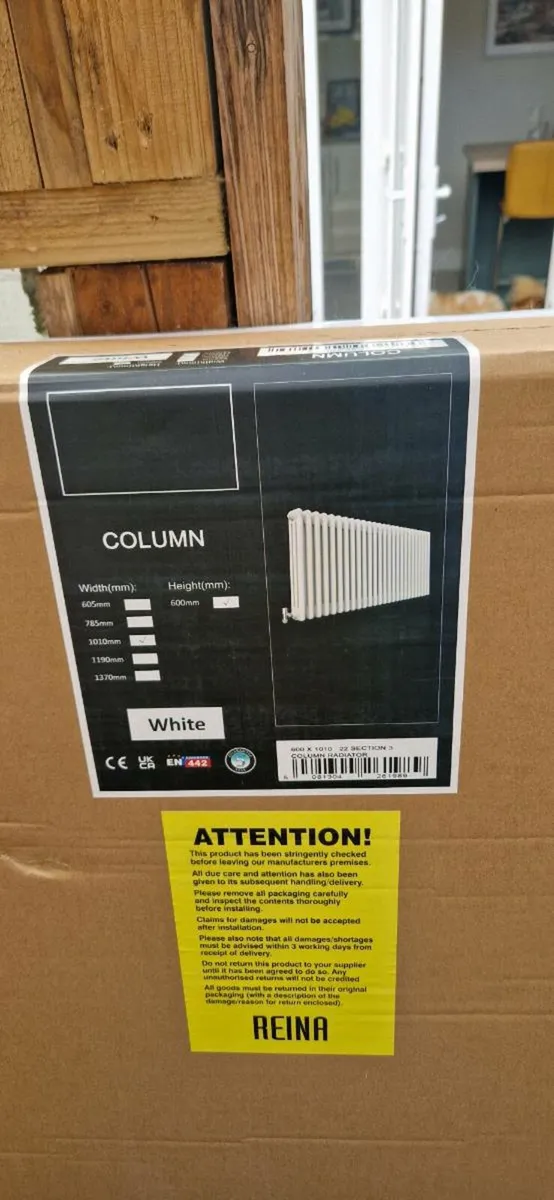 COLUMN
White
COLUMN
Width(mm):
Height(mm):
605mm
600mm ✓
785mm
1010mm ✓
1190mm
1370mm
White
CE UK CA EN 442
600 X 1010 22 SECTION 3
COLUMN RADIATOR
ATTENTION!
This product has been stringently checked
before leaving our manufacturers premises.
All due care and attention has also been
given to its subsequent handling/delivery.
Please remove all packaging carefully
and inspect the contents thoroughly
before installing.
Claims for damages will not be accepted
after installation.
Please also note that all damages/shortages
must be advised within 3 working days from
receipt of delivery.
Do not return this product to your supplier
until it has been agreed to do so. Any
unauthorised returns will not be credited
All goods must be returned in their original
packaging (with a description of the
damage/reason for return enclosed).
REINA